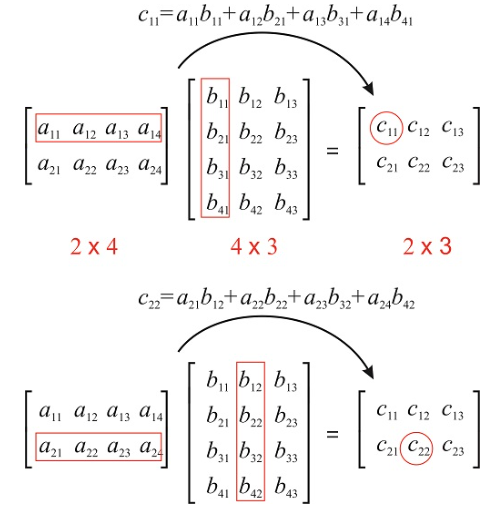 c₁₁=a₁₁b₁₁+a₁₂b₂₁+a₁₃b₃₁+a₁₄b₄₁
a₁₁ a₁₂ a₁₃ a₁₄
a₂₁ a₂₂ a₂₃ a₂₄
b₁₁ b₁₂ b₁₃
b₂₁ b₂₂ b₂₃
b₃₁ b₃₂ b₃₃
b₄₁ b₄₂ b₄₃
=
c₁₁ c₁₂ c₁₃
c₂₁ c₂₂ c₂₃
2 x 4
4 x 3
2 x 3
c₂₂=a₂₁b₁₂+a₂₂b₂₂+a₂₃b₃₂+a₂₄b₄₂
a₁₁ a₁₂ a₁₃ a₁₄
a₂₁ a₂₂ a₂₃ a₂₄
b₁₁ b₁₂ b₁₃
b₂₁ b₂₂ b₂₃
b₃₁ b₃₂ b₃₃
b₄₁ b₄₂ b₄₃
=
c₁₁ c₁₂ c₁₃
c₂₁ c₂₂ c₂₃